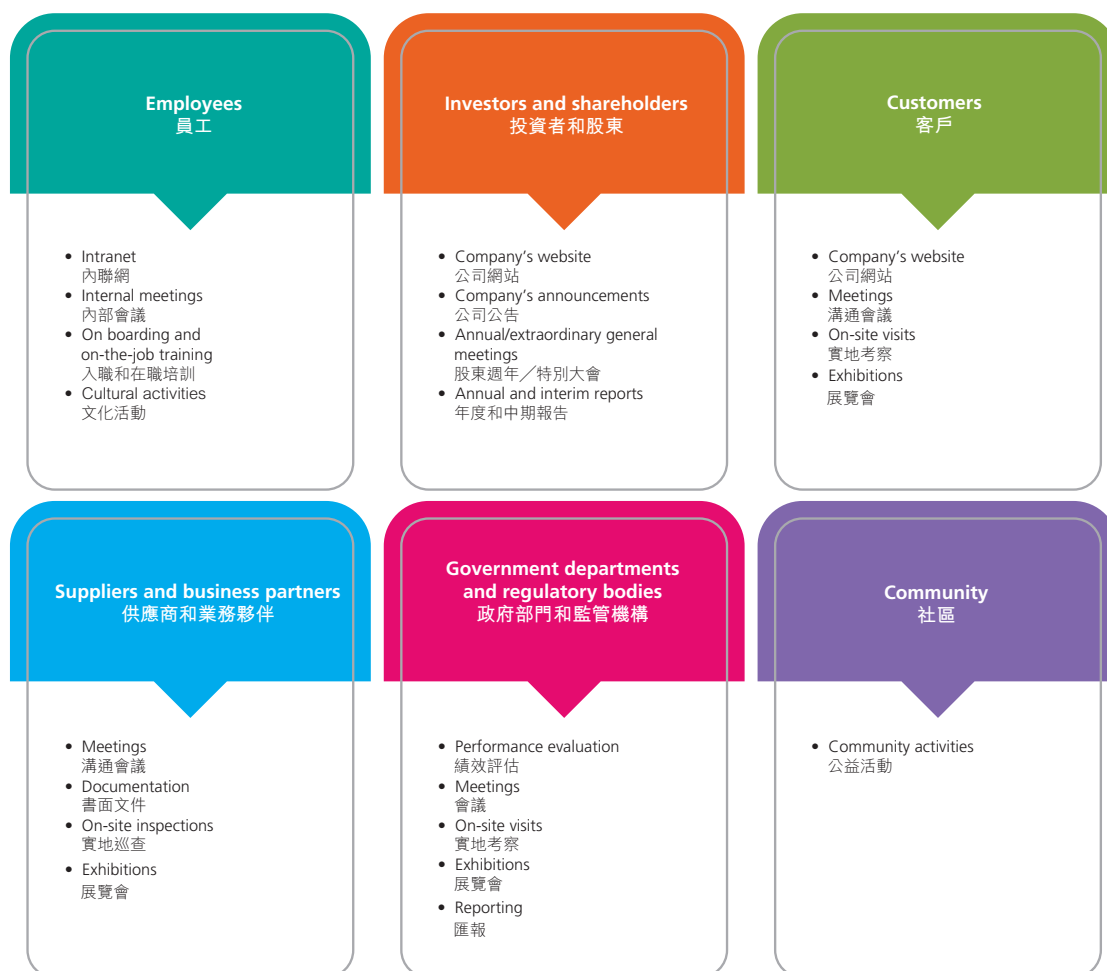 Employees
員工
• Intranet
內聯網
• Internal meetings
內部會議
• On boarding and
on-the-job training
入職和在職培訓
• Cultural activities
文化活動
Investors and shareholders
投資者和股東
• Company's website
公司網站
• Company's announcements
公司公告
• Annual/extraordinary general
meetings
股東週年／特別大會
• Annual and interim reports
年度和中期報告
Customers
客戶
• Company's website
公司網站
• Meetings
溝通會議
• On-site visits
實地考察
• Exhibitions
展覽會
Suppliers and business partners
供應商和業務夥伴
• Meetings
溝通會議
• Documentation
書面文件
• On-site inspections
實地巡查
• Exhibitions
展覽會
Government departments
and regulatory bodies
政府部門和監管機構
• Performance evaluation
績效評估
• Meetings
會議
• On-site visits
實地考察
• Exhibitions
展覽會
• Reporting
匯報
Community
社區
• Community activities
公益活動